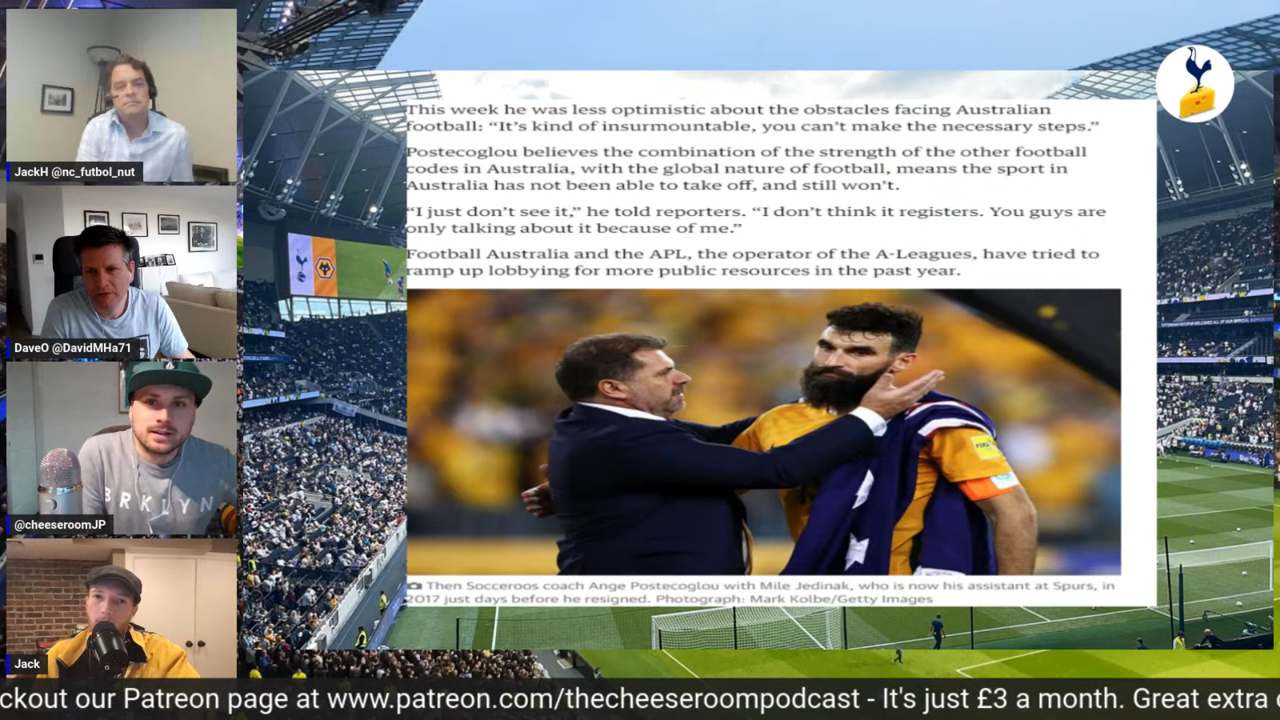 JackH @nc_futbol_nut
DaveO @DavidMHa71
BRKLYN
@cheeseroomJP
Jack
This week he was less optimistic about the obstacles facing Australian
football: “It’s kind of insurmountable, you can’t make the necessary steps.”
Postecoglou believes the combination of the strength of the other football
codes in Australia, with the global nature of football, means the sport in
Australia has not been able to take off, and still won’t.
“I just don’t see it,” he told reporters. “I don’t think it registers. You guys are
only talking about it because of me.”
Football Australia and the APL, the operator of the A-Leagues, have tried to
ramp up lobbying for more public resources in the past year.
Then Socceroos coach Ange Postecoglou with Mile Jedinak, who is now his assistant at Spurs, in
2017 just days before he resigned. Photograph: Mark Kolbe/Getty Images
ckout our Patreon page at www.patreon.com/thecheeseroompodcast - It's just £3 a month. Great extra